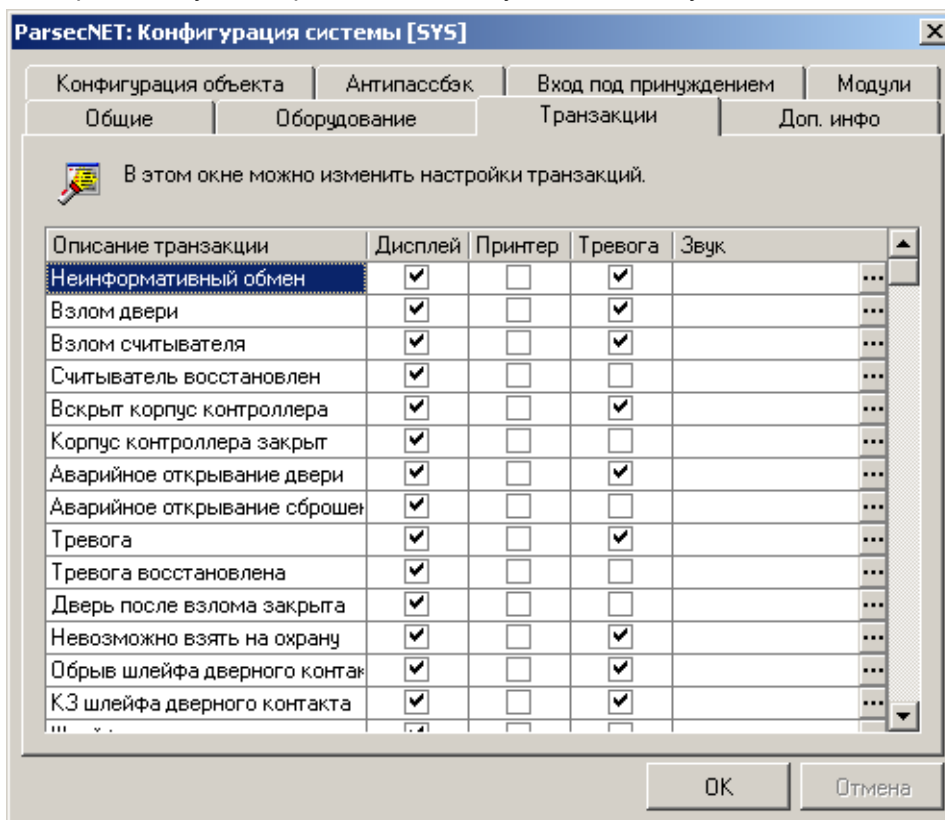 ParsecNET: Конфигурация системы [SYS]
Конфигурация объекта Антипассбэк Вход под принуждением Модули
Общие Оборудование Транзакции Доп. инфо
В этом окне можно изменить настройки транзакций.
Описание транзакции Дисплей Принтер Тревога Звук
Неинформативный обмен ...
Взлом двери ...
Взлом считывателя ...
Считыватель восстановлен ...
Вскрыт корпус контроллера ...
Корпус контроллера закрыт ...
Аварийное открывание двери ...
Аварийное открывание сброшен ...
Тревога ...
Тревога восстановлена ...
Дверь после взлома закрыта ...
Невозможно взять на охрану ...
Обрыв шлейфа дверного контак ...
КЗ шлейфа дверного контакта ...
OK Отмена